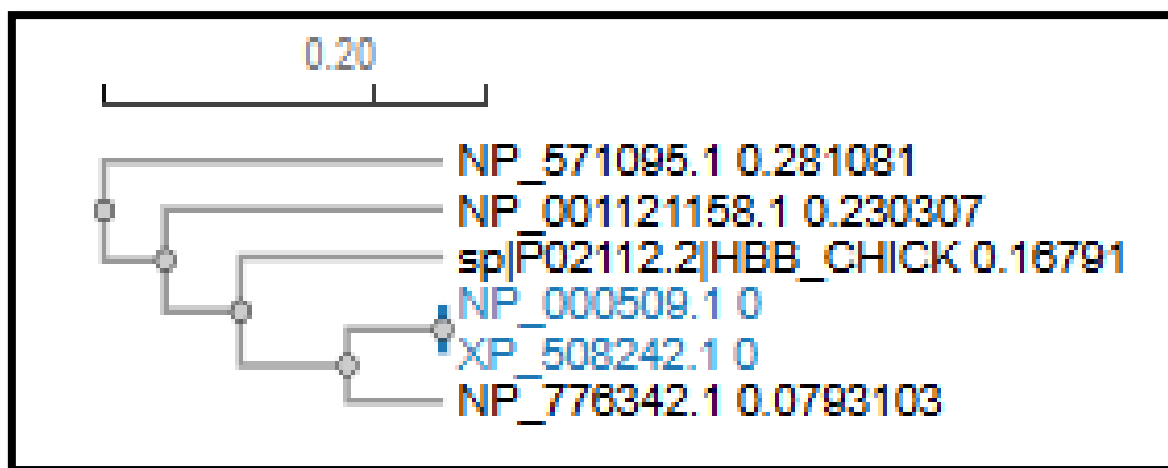 0.20
NP_571095.1 0.281081
NP_001121158.1 0.230307
sp|P02112.2|HBB_CHICK 0.16791
NP_000509.1 0
XP_508242.1 0
NP_776342.1 0.0793103